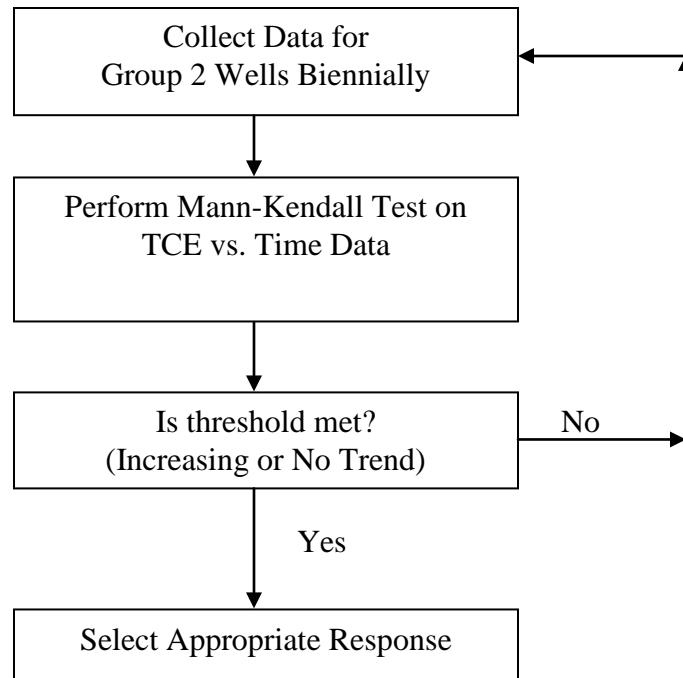 Collect Data for
Group 2 Wells Biennially
Perform Mann-Kendall Test on
TCE vs. Time Data
Is threshold met?
(Increasing or No Trend)
No
Yes
Select Appropriate Response